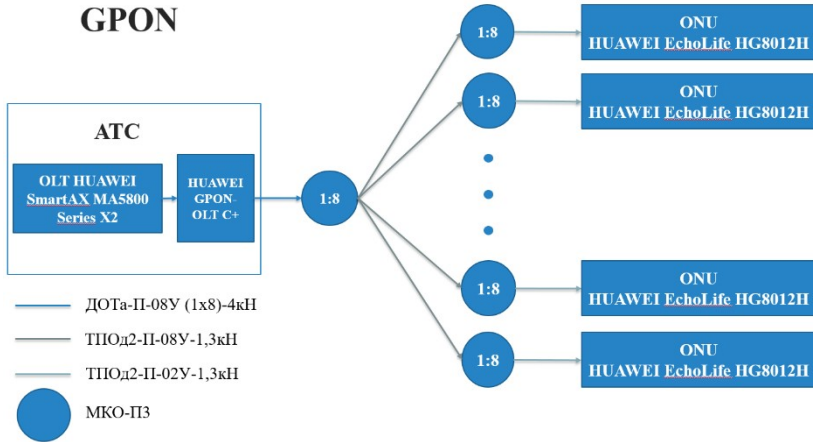 GPON
АТС
OLT HUAWEI
SmartAX MA5800
Series X2
HUAWEI
GPON-
OLT C+
1:8
1:8
ONU
HUAWEI EchoLife HG8012H
1:8
ONU
HUAWEI EchoLife HG8012H
1:8
ONU
HUAWEI EchoLife HG8012H
1:8
ONU
HUAWEI EchoLife HG8012H
ДОТа-П-08У (1х8)-4кН
ТПОд2-П-08У-1,3кН
ТПОд2-П-02У-1,3кН
МКО-П3